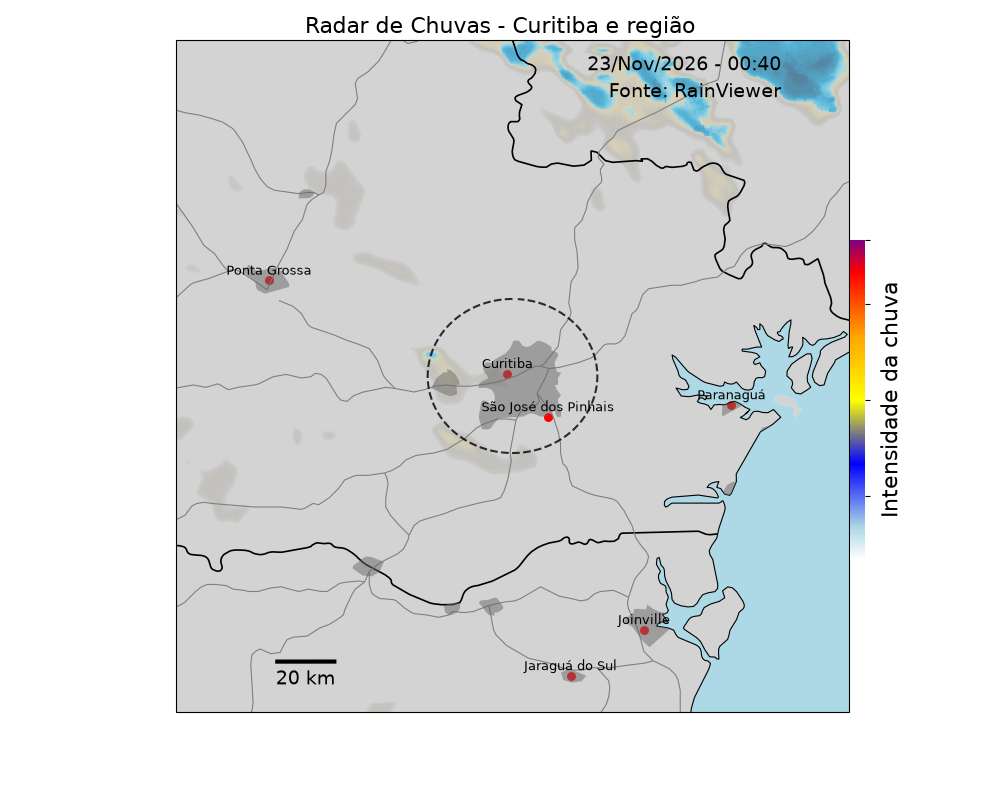 Radar de Chuvas - Curitiba e região
23/Nov/2026 - 00:40
Fonte: RainViewer
Ponta Grossa
Curitiba
Paranaguá
São José dos Pinhais
Intensidade da chuva
Joinville
Jaraguá do Sul
20 km